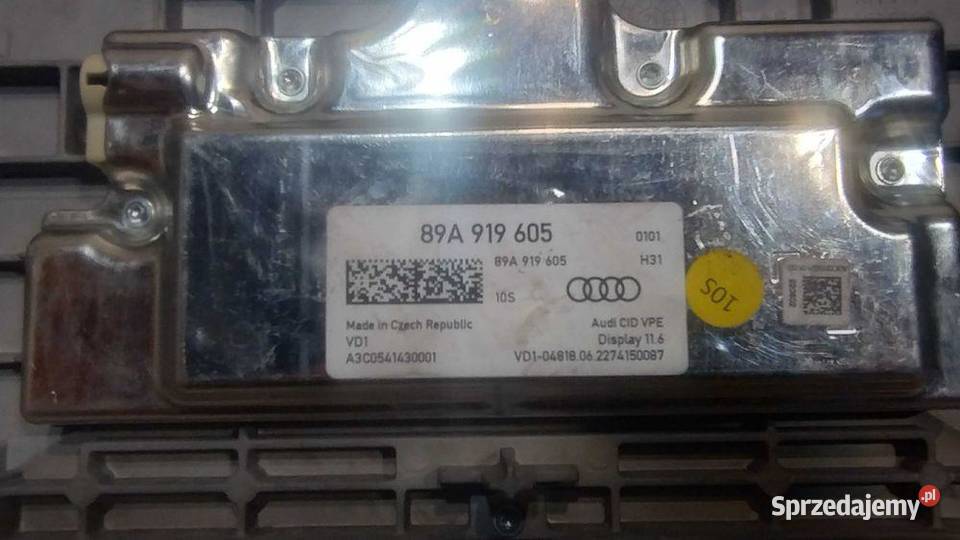 89A 919 605
0101
89A 919 605
H31
10S
Made in Czech Republic
Audi CID VPE
VD1
Display 11.6
A3C0541430001
VD1-04818.06.2274150087
10S
Sprzedajemy.pl